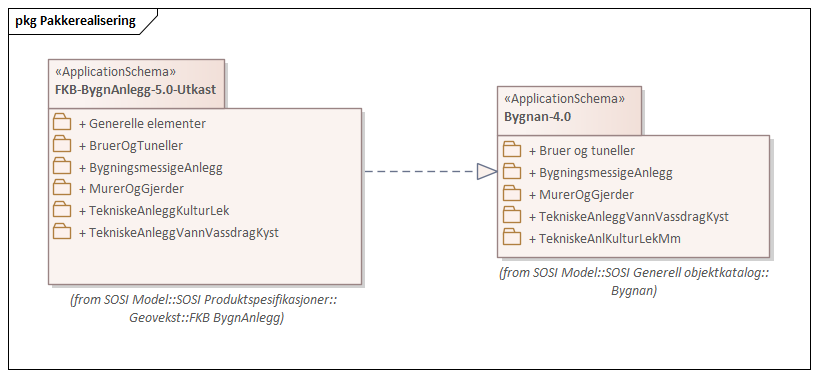 pkg Pakkerealisering
«ApplicationSchema»
FKB-BygnAnlegg-5.0-Utkast
+ Generelle elementer
+ BruerOgTuneller
+ BygningsmessigeAnlegg
+ MurerOgGjerder
+ TekniskeAnleggKulturLek
+ TekniskeAnleggVannVassdragKyst
(from SOSI Model::SOSI Produktspesifikasjoner::
Geovekst::FKB BygnAnlegg)
«ApplicationSchema»
Bygnan-4.0
+ Bruer og tuneller
+ BygningsmessigeAnlegg
+ MurerOgGjerder
+ TekniskeAnleggVannVassdragKyst
+ TekniskeAnlKulturLekMm
(from SOSI Model::SOSI Generell objektkatalog::
Bygnan)